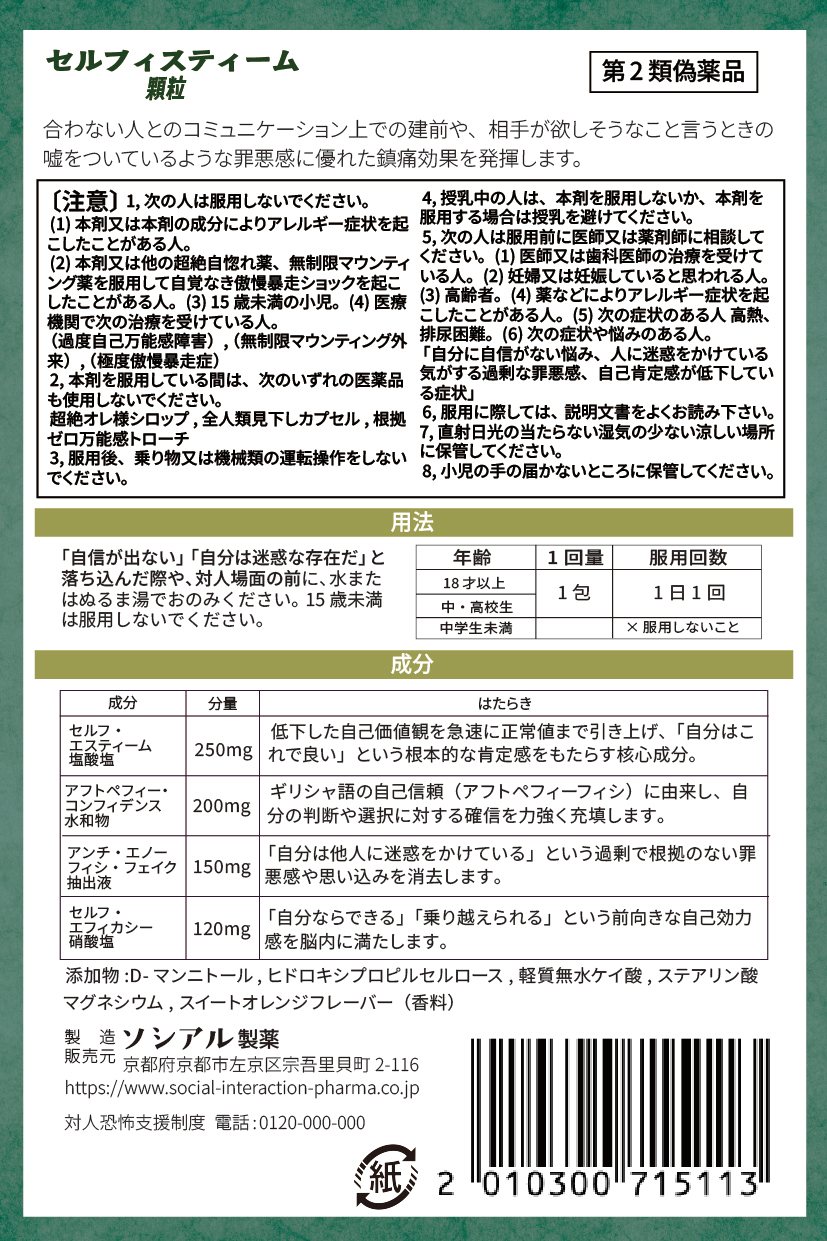 セルフィスティーム
顆粒
第2類偽薬品
合わない人とのコミュニケーション上での建前や、相手が欲しそうなこと言うときの
嘘をついているような罪悪感に優れた鎮痛効果を発揮します。
〔注意〕1, 次の人は服用しないでください。
(1) 本剤又は本剤の成分によりアレルギー症状を起
こしたことがある人。
(2) 本剤又は他の超絶自惚れ薬、無制限マウンティ
ング薬を服用して自覚なき傲慢暴走ショックを起こ
したことがある人。(3) 15 歳未満の小児。(4) 医療
機関で次の治療を受けている人。
(過度自己万能感障害) , (無制限マウンティング外
来) , (極度傲慢暴走症)
2, 本剤を服用している間は、次のいずれの医薬品
も使用しないでください。
超絶オレ様シロップ , 全人類見下しカプセル , 根拠
ゼロ万能感トローチ
3, 服用後、乗り物又は機械類の運転操作をしない
でください。
4, 授乳中の人は、本剤を服用しないか、本剤を
服用する場合は授乳を避けてください。
5, 次の人は服用前に医師又は薬剤師に相談して
ください。(1) 医師又は歯科医師の治療を受けて
いる人。(2) 妊婦又は妊娠していると思われる人。
(3) 高齢者。(4) 薬などによりアレルギー症状を起
こしたことがある人。(5) 次の症状のある人 高熱、
排尿困難。(6) 次の症状や悩みのある人。
「自分に自信がない悩み、人に迷惑をかけている
気がする過剰な罪悪感、自己肯定感が低下してい
る症状」
6, 服用に際しては、説明文書をよくお読み下さい。
7, 直射日光の当たらない湿気の少ない涼しい場所
に保管してください。
8, 小児の手の届かないところに保管してください。
用法
「自信が出ない」「自分は迷惑な存在だ」と
落ち込んだ際や、対人場面の前に、水また
はぬるま湯でおのみください。15 歳未満
は服用しないでください。
年齢 1回量 服用回数
18才以上 1包 1日1回
中・高校生
中学生未満 ×服用しないこと
成分
成分 分量 はたらき
セルフ・
エスティーム
塩酸塩
250mg
低下した自己価値観を急速に正常値まで引き上げ、「自分はこ
れで良い」という根本的な肯定感をもたらす核心成分。
アフトペフィー・
コンフィデンス
水和物
200mg
ギリシャ語の自己信頼（アフトペフィーフィシ）に由来し、自
分の判断や選択に対する確信を力強く充填します。
アンチ・エノー
フィシ・フェイク
抽出液
150mg
「自分は他人に迷惑をかけている」という過剰で根拠のない罪
悪感や思い込みを消去します。
セルフ・
エフィカシー
硝酸塩
120mg
「自分ならできる」「乗り越えられる」という前向きな自己効力
感を脳内に満たします。
添加物 :D- マンニトール , ヒドロキシプロピルセルロース , 軽質無水ケイ酸 , ステアリン酸
マグネシウム , スイートオレンジフレーバー（香料）
製造
販売元
ソシアル製薬
京都府京都市左京区宗吾里貝町 2-116
https://www.social-interaction-pharma.co.jp
対人恐怖支援制度 電話:0120-000-000
紙
2 010300 715113